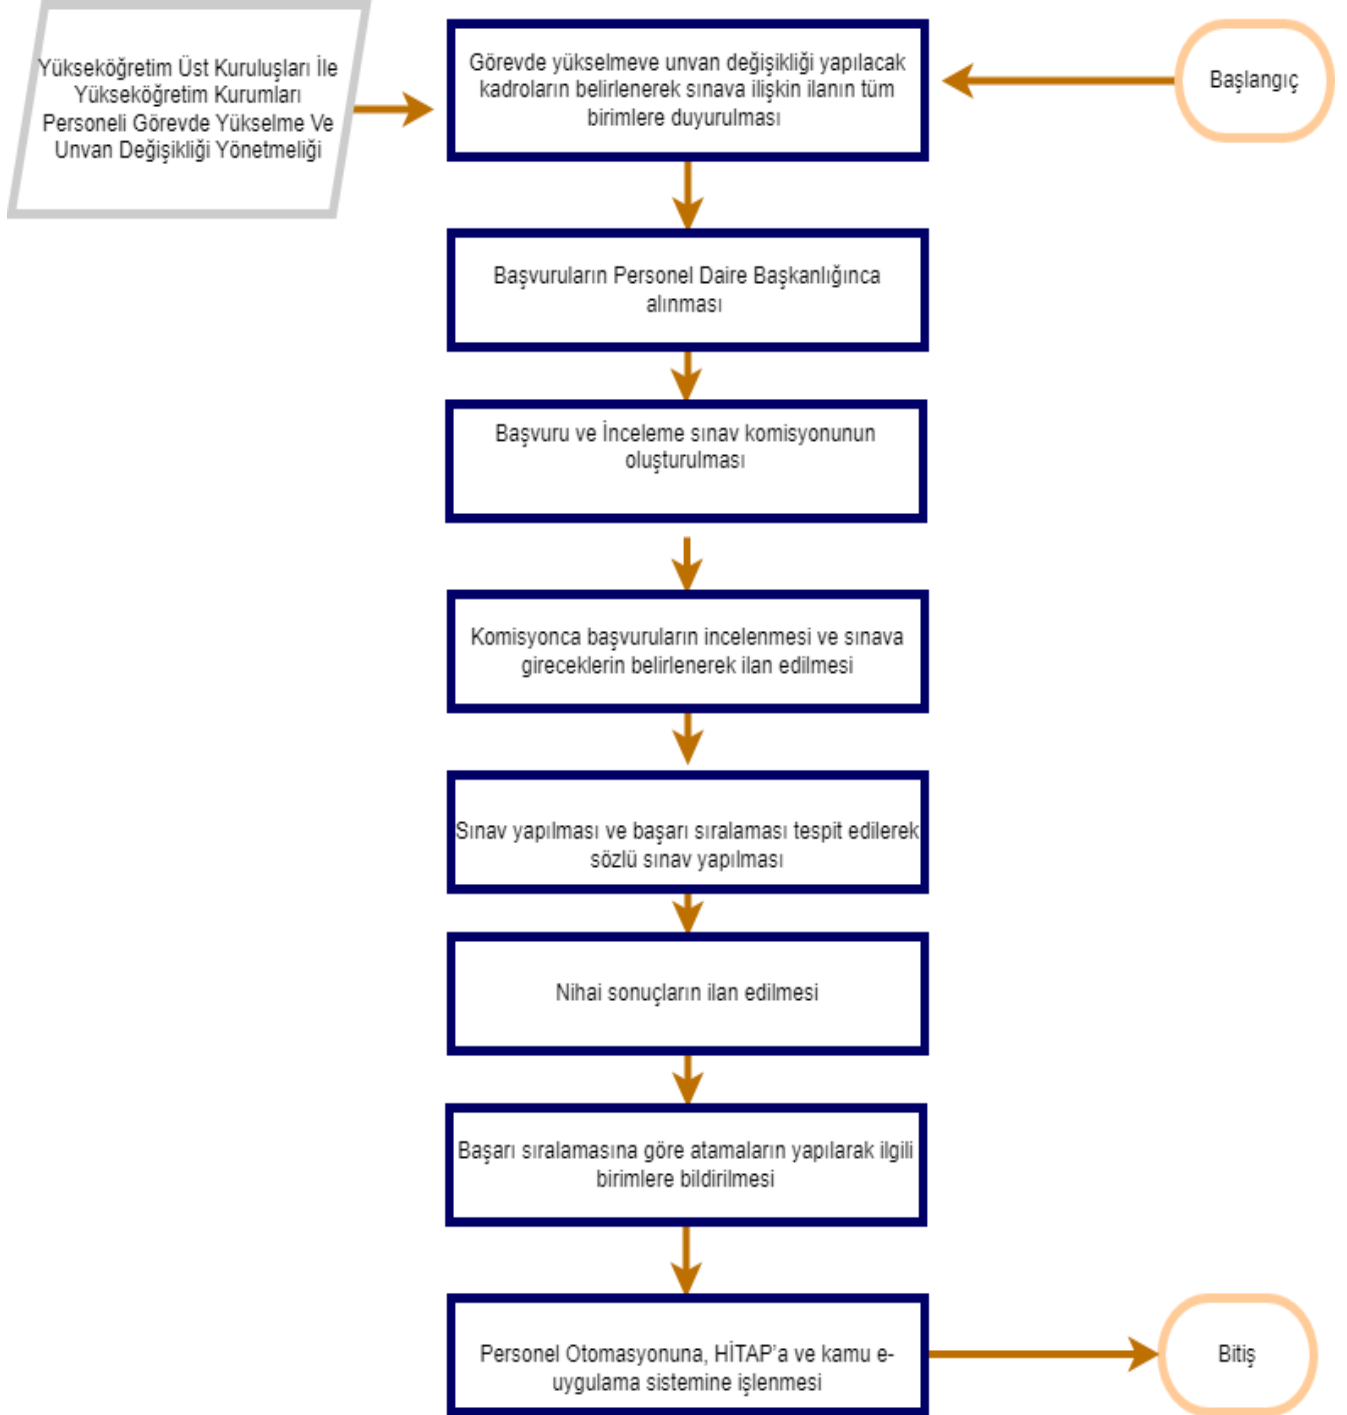 Yükseköğretim Üst Kuruluşları İle
Yükseköğretim Kurumları
Personeli Görevde Yükselme Ve
Unvan Değişikliği Yönetmeliği
Görevde yükselmeve unvan değişikliği yapılacak
kadroların belirlenerek sınava ilişkin ilanın tüm
birimlere duyurulması
Başlangıç
Başvuruların Personel Daire Başkanlığınca
alınması
Başvuru ve İnceleme sınav komisyonunun
oluşturulması
Komisyonca başvuruların incelenmesi ve sınava
gireceklerin belirlenerek ilan edilmesi
Sınav yapılması ve başarı sıralaması tespit edilerek
sözlü sınav yapılması
Nihai sonuçların ilan edilmesi
Başarı sıralamasına göre atamaların yapılarak ilgili
birimlere bildirilmesi
Personel Otomasyonuna, HİTAP’a ve kamu e-
uygulama sistemine işlenmesi
Bitiş